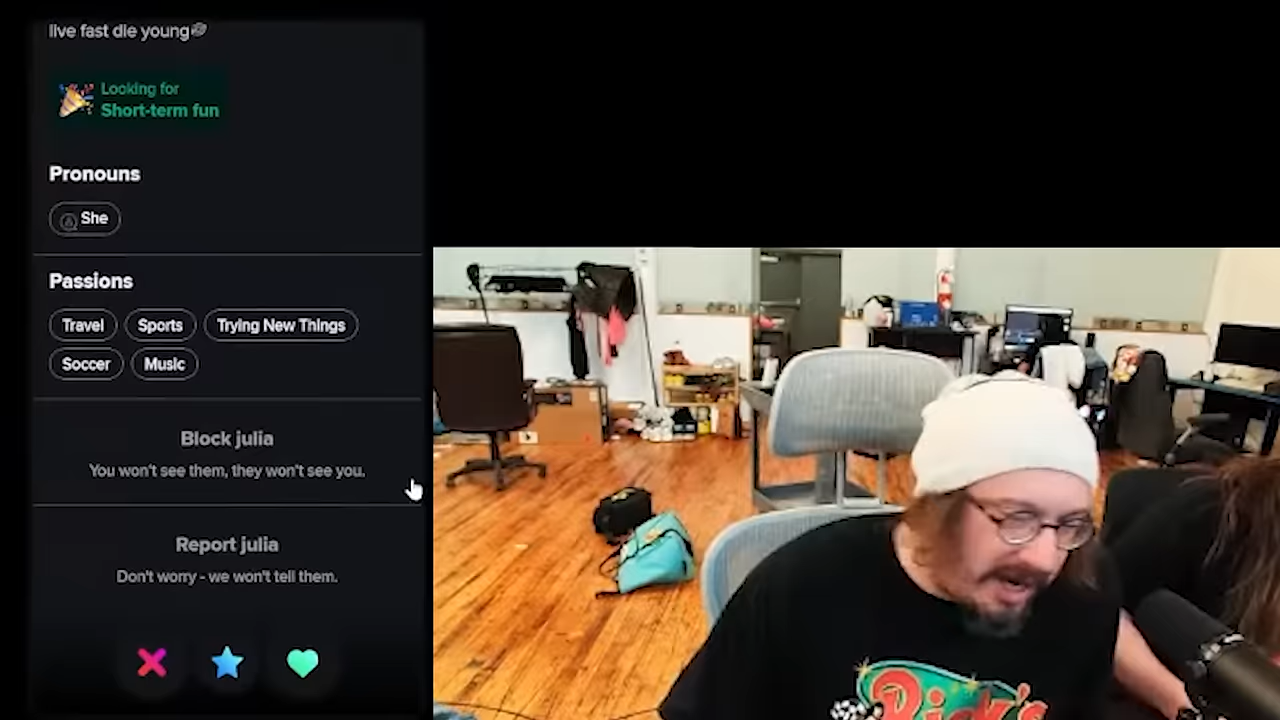 live fast die young
Looking for
Short-term fun
Pronouns
She
Passions
Travel
Sports
Trying New Things
Soccer
Music
Block julia
You won't see them, they won't see you.
Report julia
Don't worry - we won't tell them.
Rick's